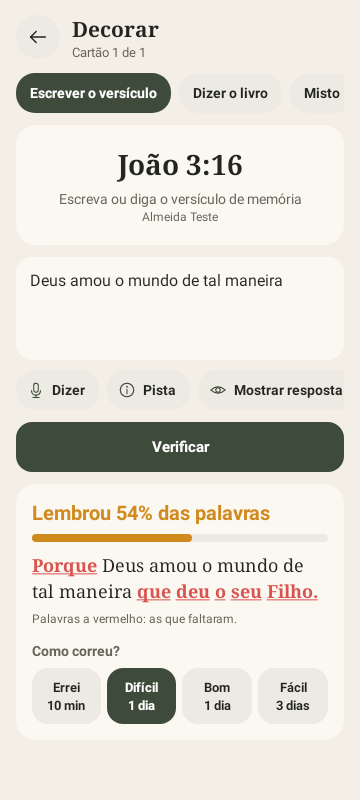 Decorar
Cartão 1 de 1
Escrever o versículo
Dizer o livro
Misto
João 3:16
Escreva ou diga o versículo de memória
Almeida Teste
Deus amou o mundo de tal maneira
Dizer
Pista
Mostrar resposta
Verificar
Lembrou 54% das palavras
Porque Deus amou o mundo de
tal maneira que deu o seu Filho.
Palavras a vermelho: as que faltaram.
Como correu?
Errei
10 min
Difícil
1 dia
Bom
1 dia
Fácil
3 dias